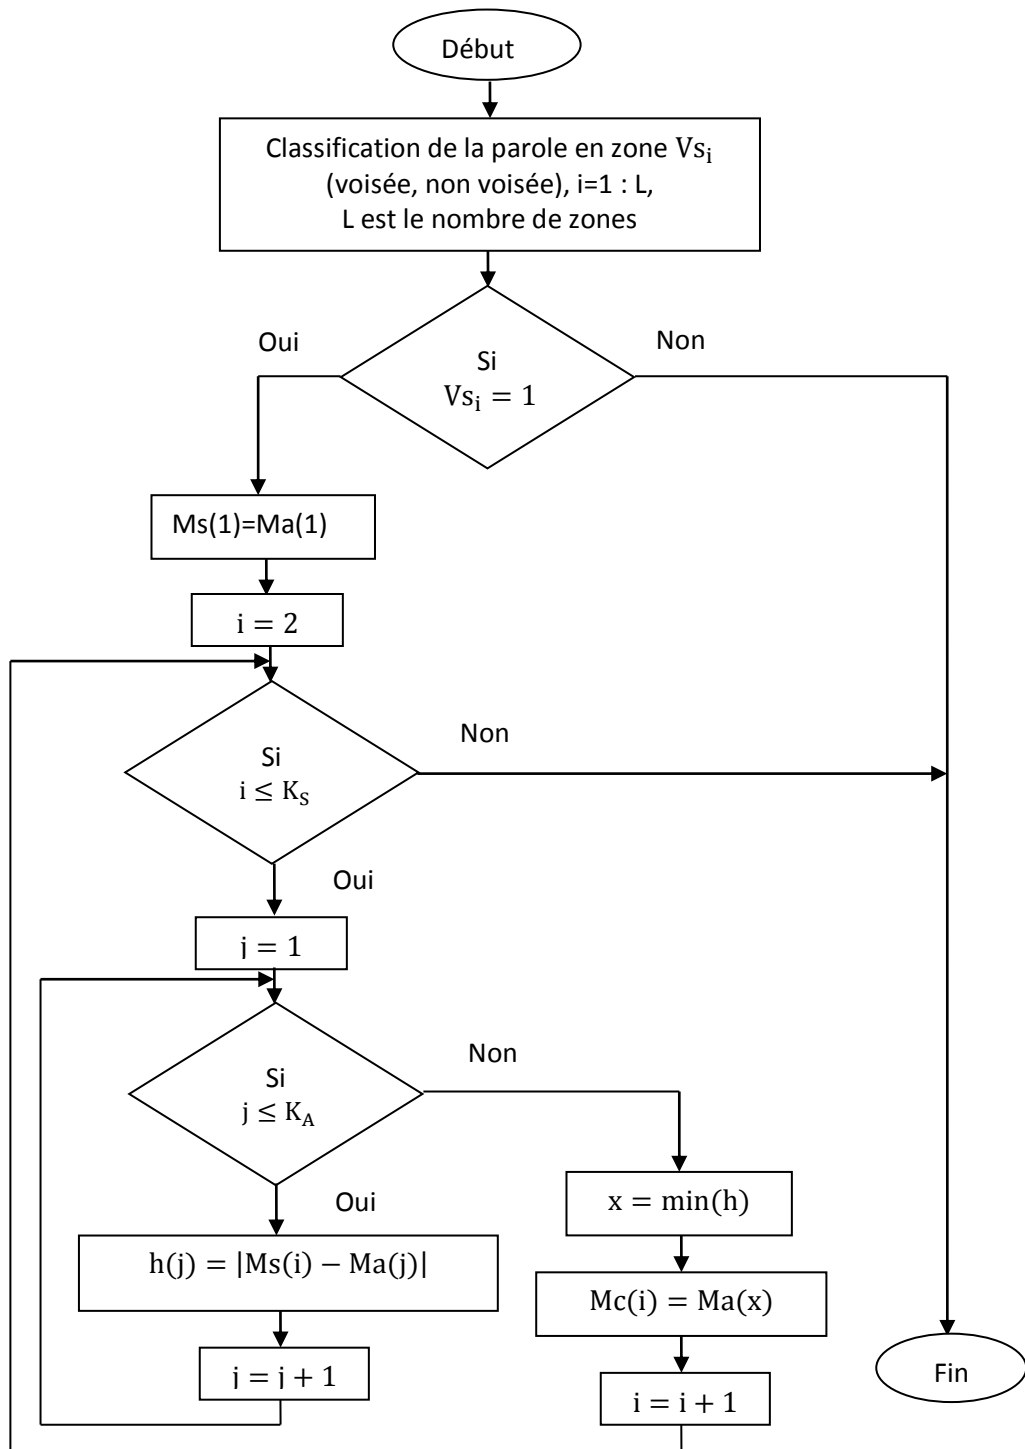 Début
Classification de la parole en zone Vsᵢ
(voisée, non voisée), i=1 : L,
L est le nombre de zones
Oui
Non
Si
Vsᵢ = 1
Ms(1)=Ma(1)
i = 2
Non
Si
i ≤ K_S
Oui
j = 1
Non
Si
j ≤ K_A
Oui
x = min(h)
h(j) = |Ms(i) − Ma(j)|
Mc(i) = Ma(x)
j = j + 1
i = i + 1
Fin